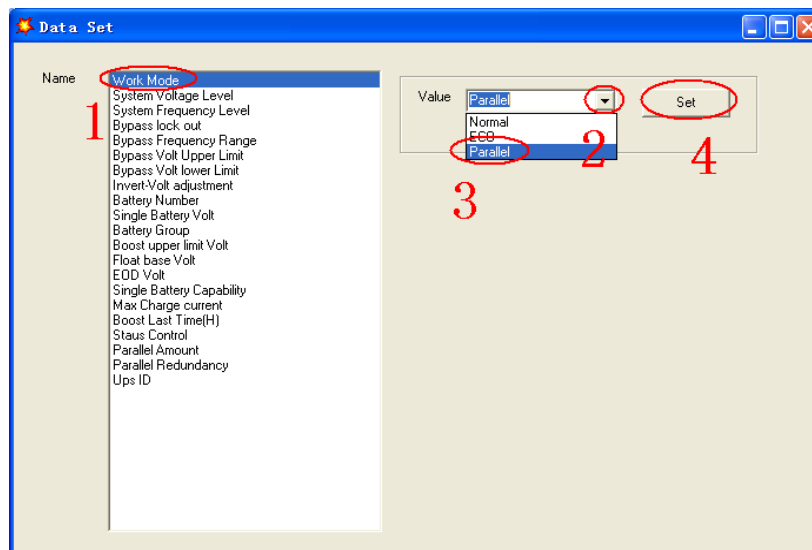 Data Set
Name
Work Mode
System Voltage Level
System Frequency Level
Bypass lock out
Bypass Frequency Range
Bypass Volt Upper Limit
Bypass Volt lower Limit
Invert-Volt adjustment
Battery Number
Single Battery Volt
Battery Group
Boost upper limit Volt
Float base Volt
EOD Volt
Single Battery Capability
Max Charge current
Boost Last Time(H)
Staus Control
Parallel Amount
Parallel Redundancy
Ups ID
1
Value
Parallel
Normal
ECO
Parallel
Set
2
3
4